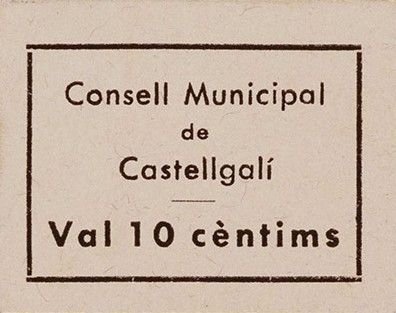 Consell Municipal
de
Castellgalí
Val 10 cèntims